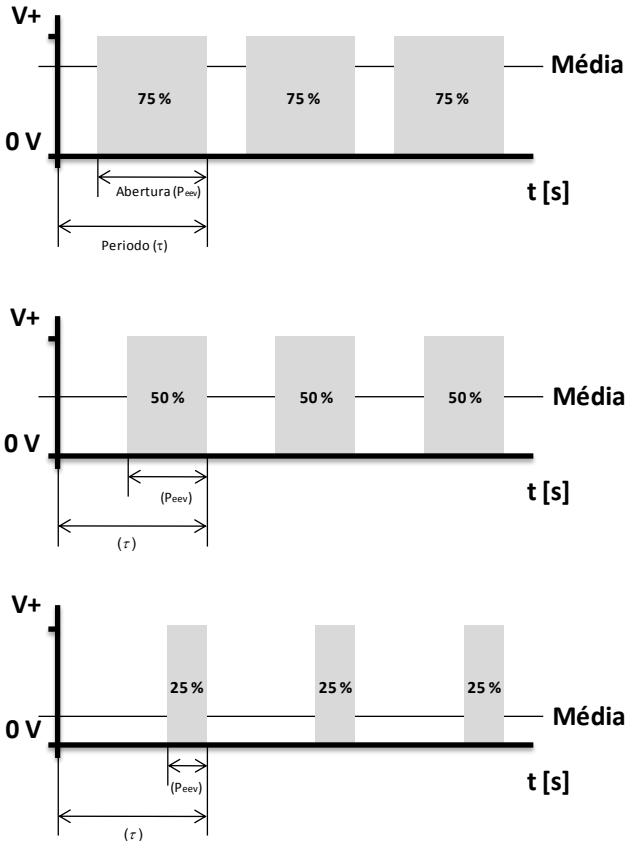 V+
Média
75 % 75 % 75 %
0 V
t [s]
Abertura (Peev)
Periodo (τ)
V+
50 % 50 % 50 %
Média
0 V
t [s]
(Peev)
(τ)
V+
25 % 25 % 25 %
Média
0 V
t [s]
(Peev)
(τ)